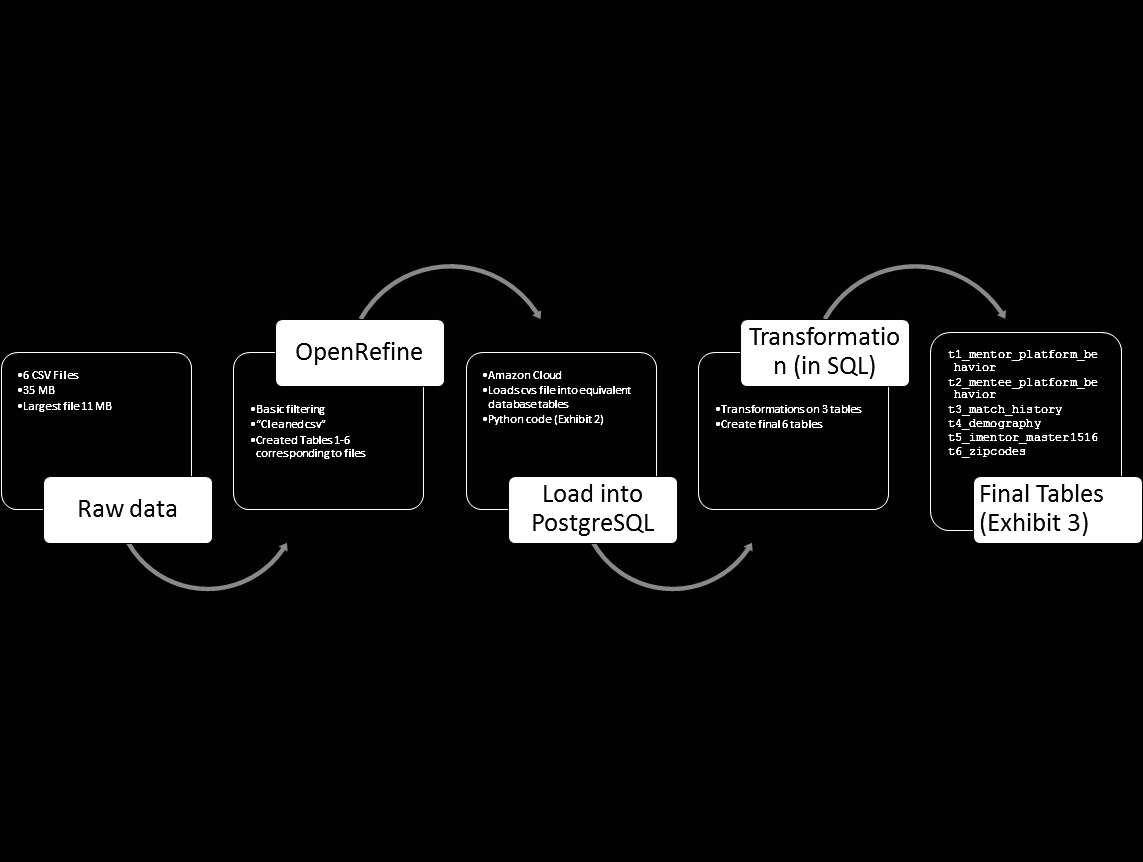 •6 CSV Files
•35 MB
•Largest file 11 MB
Raw data
OpenRefine
•Basic filtering
•“Cleaned csv”
•Created Tables 1-6
corresponding to files
•Amazon Cloud
•Loads cvs file into equivalent
database tables
•Python code (Exhibit 2)
Load into
PostgreSQL
Transformatio
n (in SQL)
•Transformations on 3 tables
•Create final 6 tables
t1_mentor_platform_be
havior
t2_mentee_platform_be
havior
t3_match_history
t4_demography
t5_imentor_master1516
t6_zipcodes
Final Tables
(Exhibit 3)